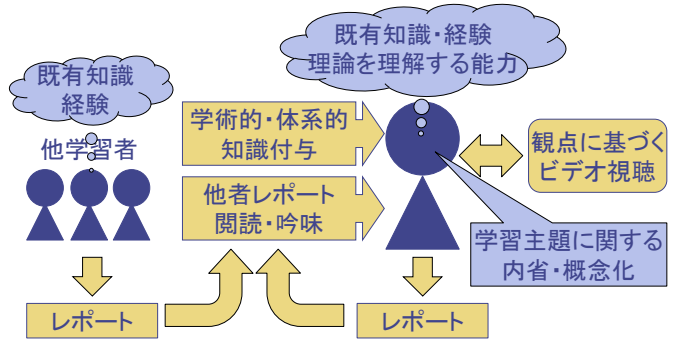 既有知識
経験
他学習者
レポート
学術的・体系的
知識付与
他者レポート
閲読・吟味
既有知識・経験
理論を理解する能力
観点に基づく
ビデオ視聴
学習主題に関する
内省・概念化
レポート